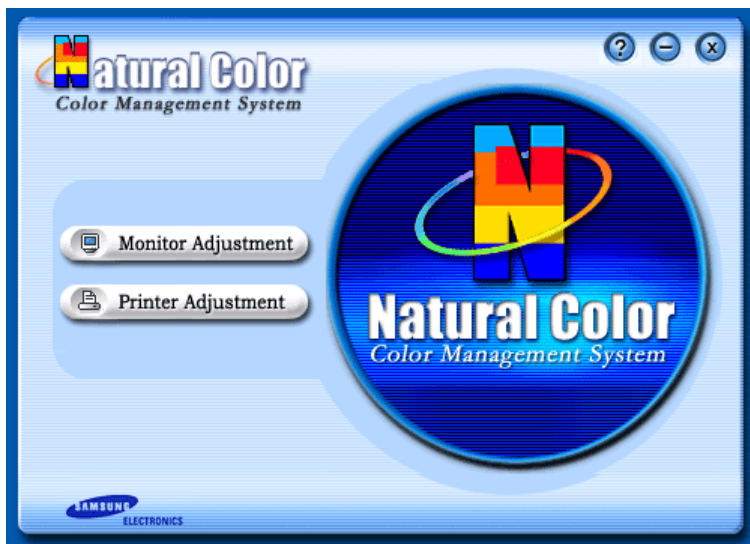 Natural Color
Color Management System
? – x
Monitor Adjustment
Printer Adjustment
N
Natural Color
Color Management System
SAMSUNG
ELECTRONICS